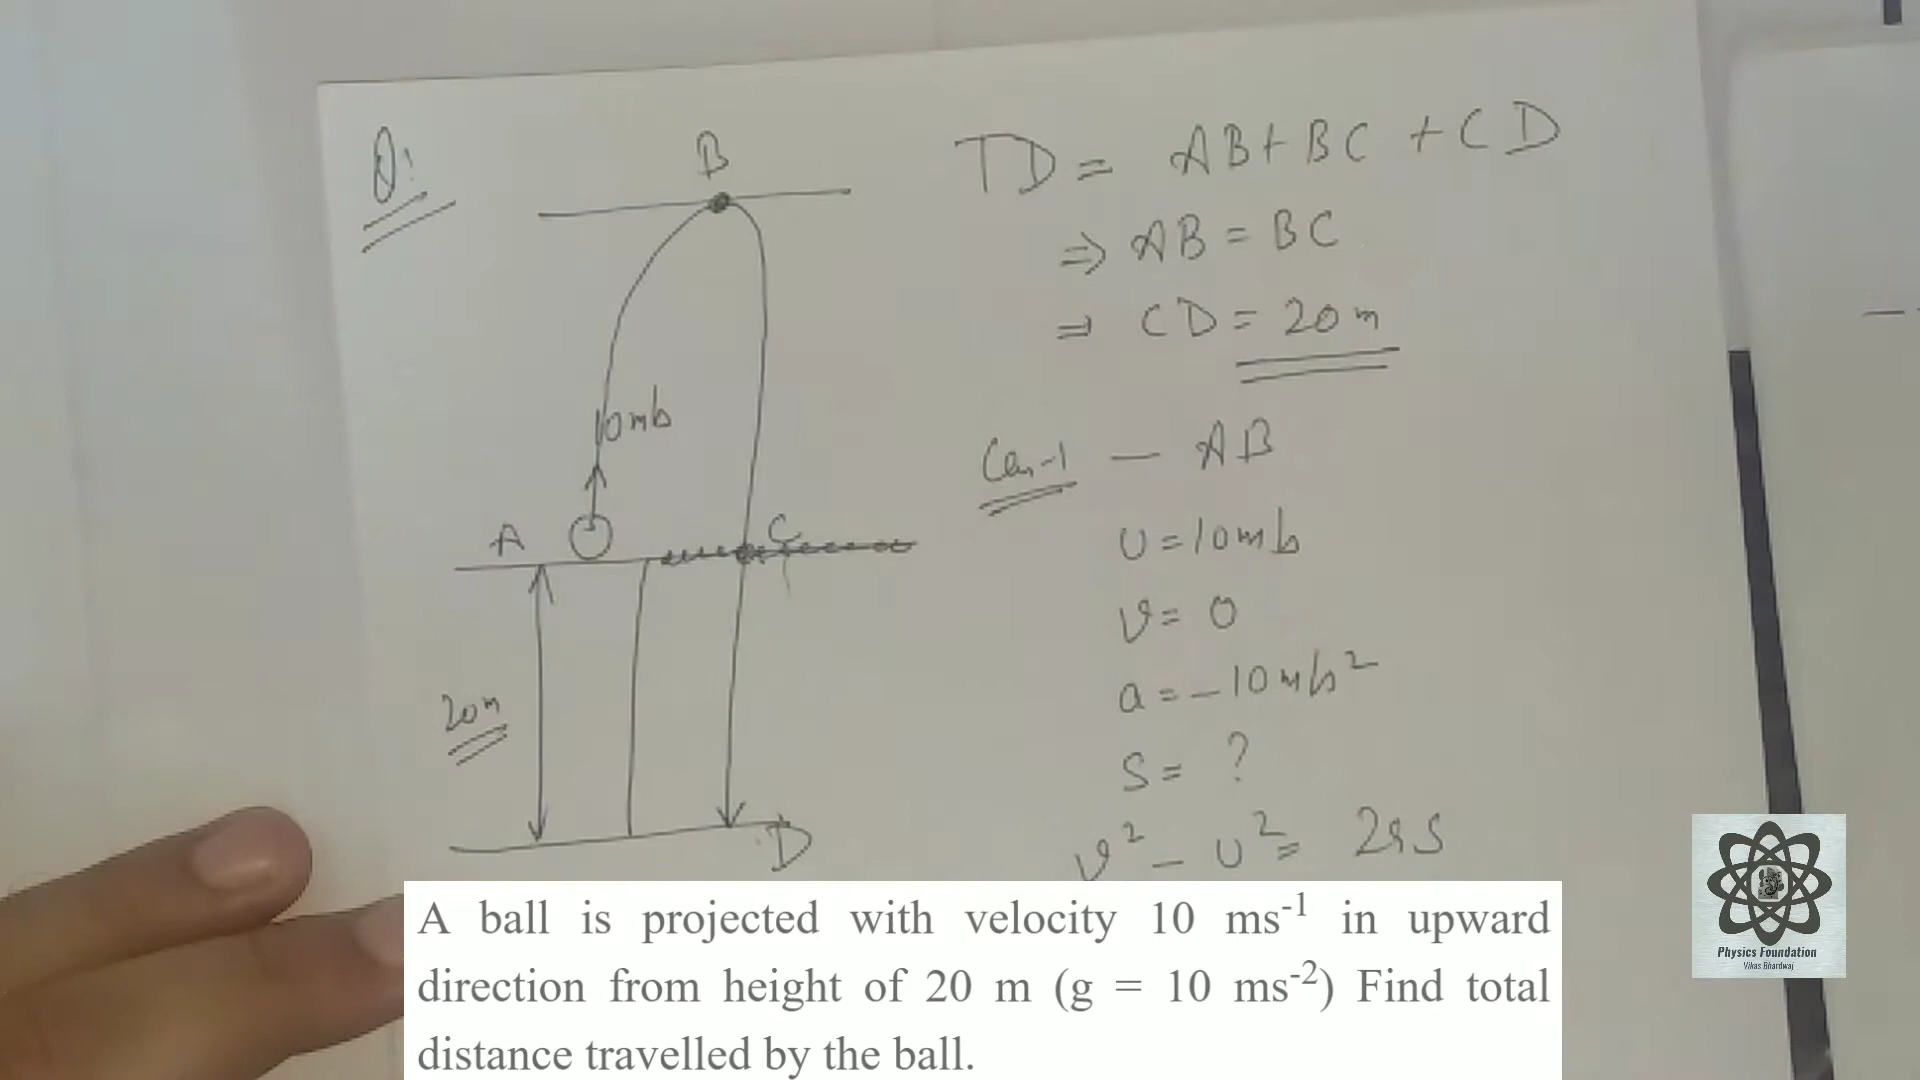 Q!
B
10 m/s
A
C
20m
D
TD = AB + BC + CD
⇒ AB = BC
⇒ CD = 20 m
Case-1 — AB
u = 10 m/s
v = 0
a = -10 m/s²
S = ?
v² - u² = 2as
A ball is projected with velocity 10 ms⁻¹ in upward
direction from height of 20 m (g = 10 ms⁻²) Find total
distance travelled by the ball.
Physics Foundation
Vikas Bhardwaj